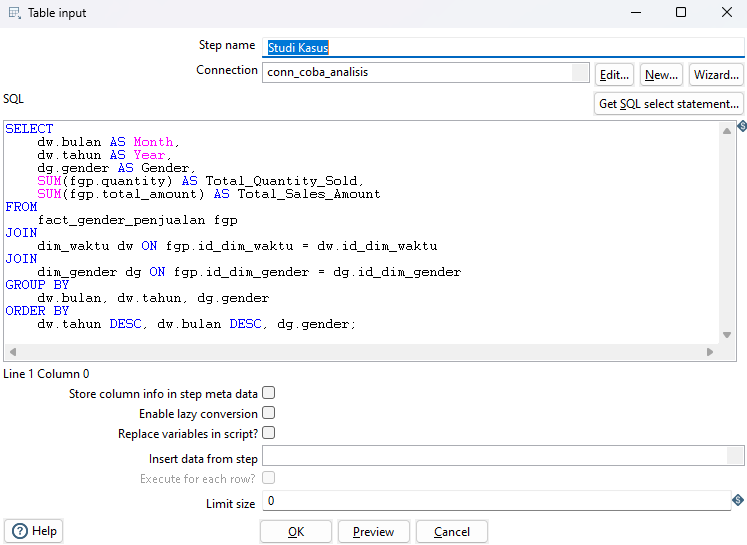 Table input
Step name Studi Kasus
Connection conn_coba_analisis Edit... New... Wizard...
SQL Get SQL select statement...
SELECT
    dw.bulan AS Month,
    dw.tahun AS Year,
    dg.gender AS Gender,
    SUM(fgp.quantity) AS Total_Quantity_Sold,
    SUM(fgp.total_amount) AS Total_Sales_Amount
FROM
    fact_gender_penjualan fgp
JOIN
    dim_waktu dw ON fgp.id_dim_waktu = dw.id_dim_waktu
JOIN
    dim_gender dg ON fgp.id_dim_gender = dg.id_dim_gender
GROUP BY
    dw.bulan, dw.tahun, dg.gender
ORDER BY
    dw.tahun DESC, dw.bulan DESC, dg.gender;
Line 1 Column 0
Store column info in step meta data
Enable lazy conversion
Replace variables in script?
Insert data from step
Execute for each row?
Limit size 0
Help OK Preview Cancel